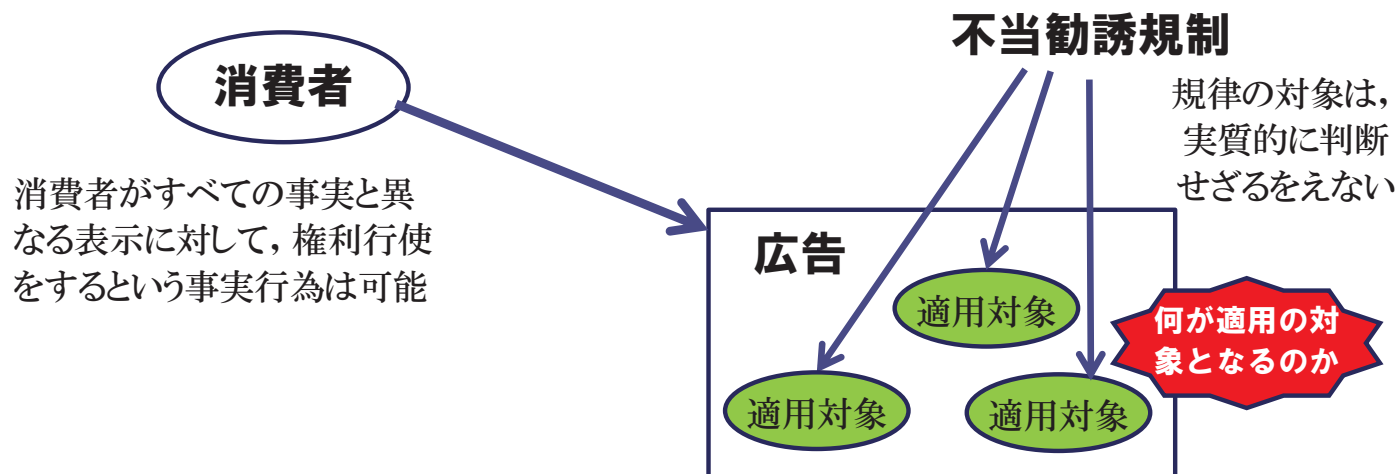 消費者
消費者がすべての事実と異
なる表示に対して，権利行使
をするという事実行為は可能
不当勧誘規制
規律の対象は，
実質的に判断
せざるをえない
広告
適用対象
適用対象
適用対象
何が適用の対
象となるのか